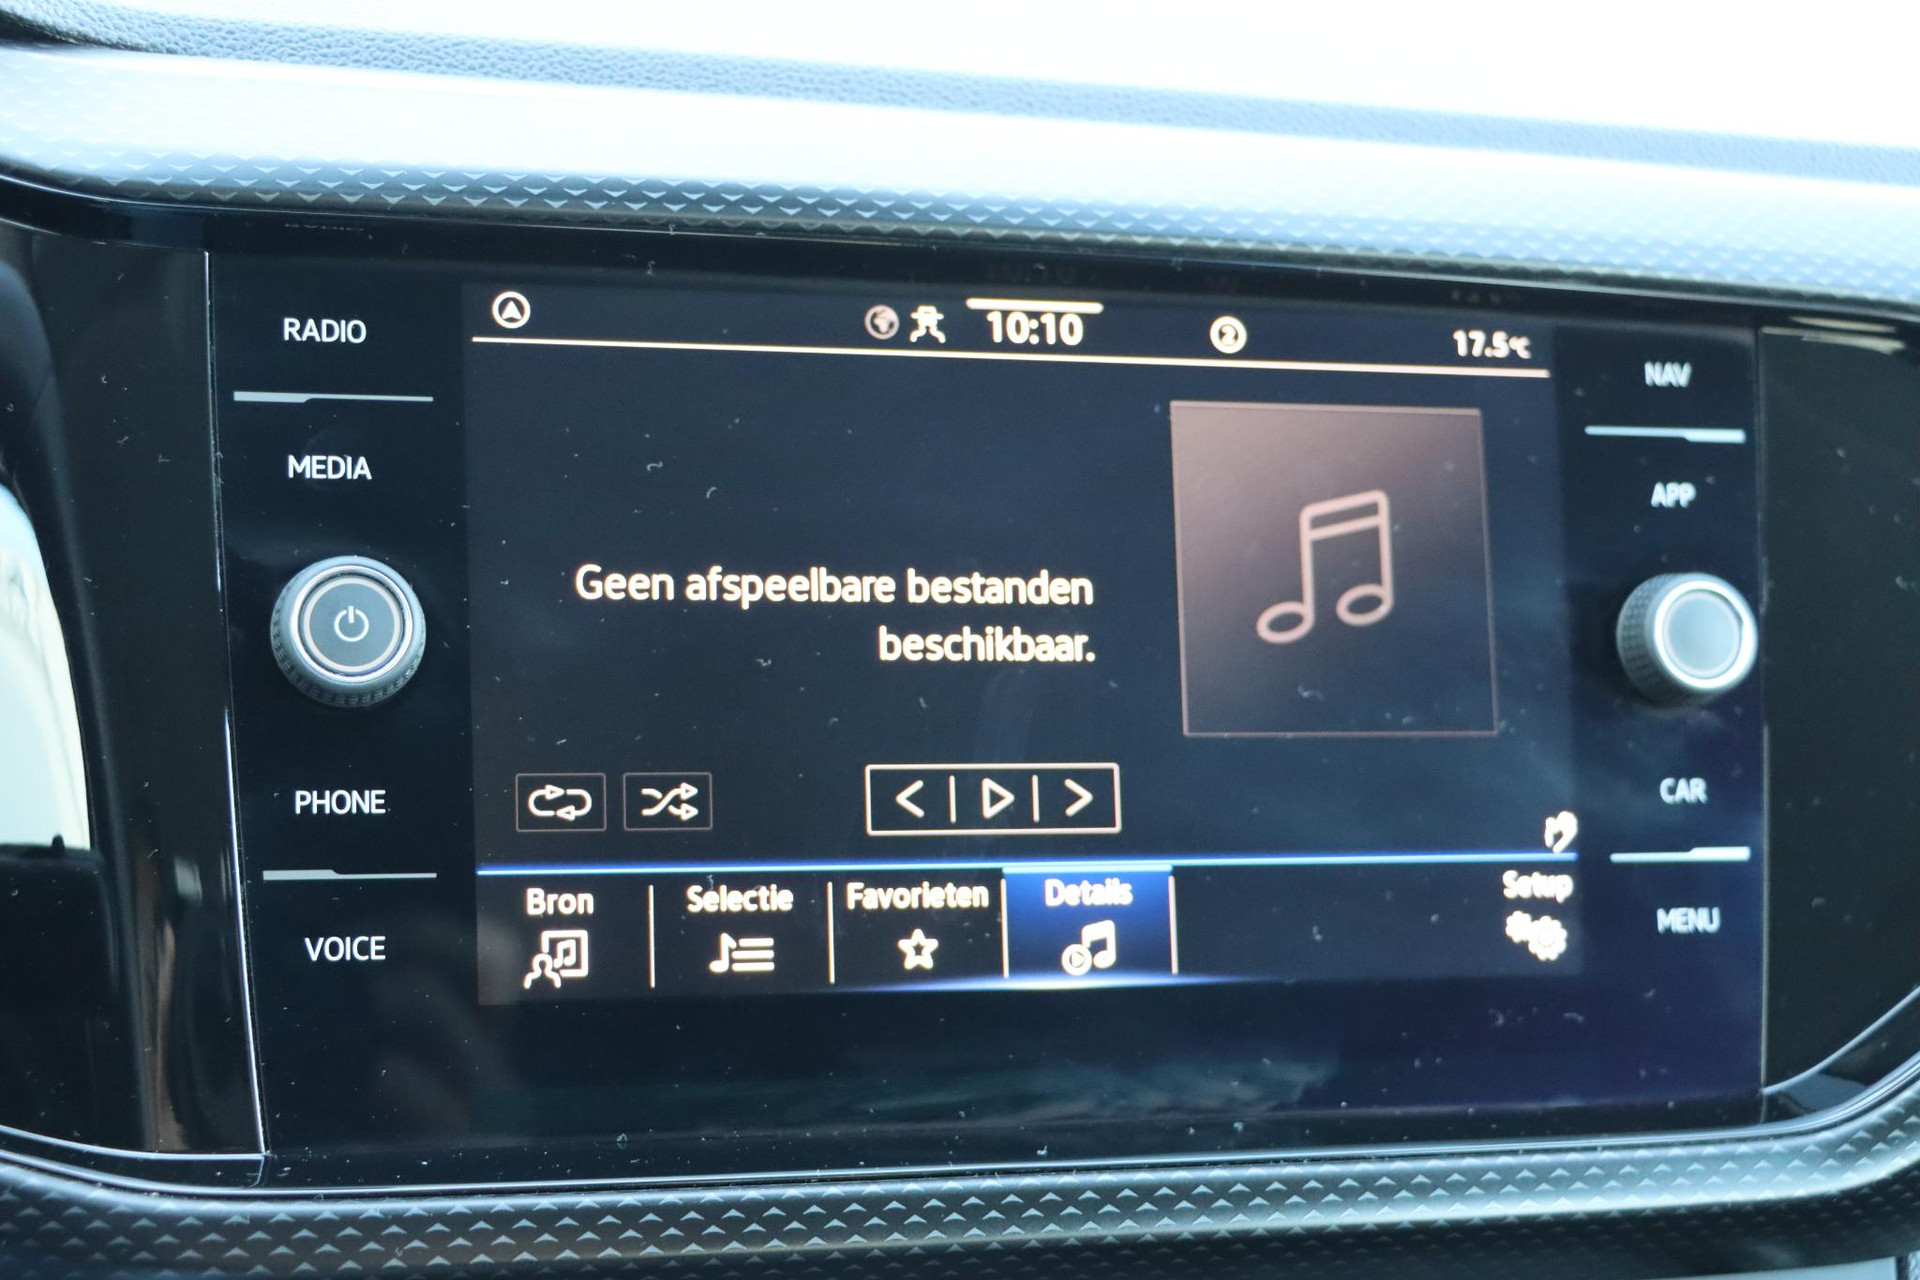 RADIO
MEDIA
PHONE
VOICE
10:10
2
17.5°C
Geen afspeelbare bestanden
beschikbaar.
Bron
Selectie
Favorieten
Details
Setup
NAV
APP
CAR
MENU